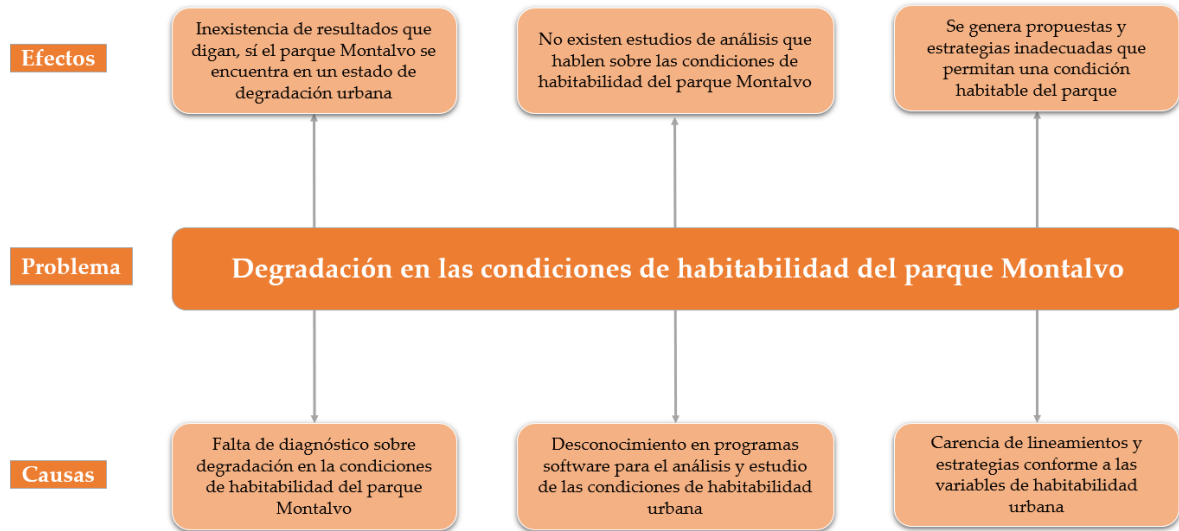 Efectos
Inexistencia de resultados que
digan, sí el parque Montalvo se
encuentra en un estado de
degradación urbana
No existen estudios de análisis que
hablen sobre las condiciones de
habitabilidad del parque Montalvo
Se genera propuestas y
estrategias inadecuadas que
permitan una condición
habitable del parque
Problema
Degradación en las condiciones de habitabilidad del parque Montalvo
Causas
Falta de diagnóstico sobre
degradación en la condiciones
de habitabilidad del parque
Montalvo
Desconocimiento en programas
software para el análisis y estudio
de las condiciones de habitabilidad
urbana
Carencia de lineamientos y
estrategias conforme a las
variables de habitabilidad
urbana